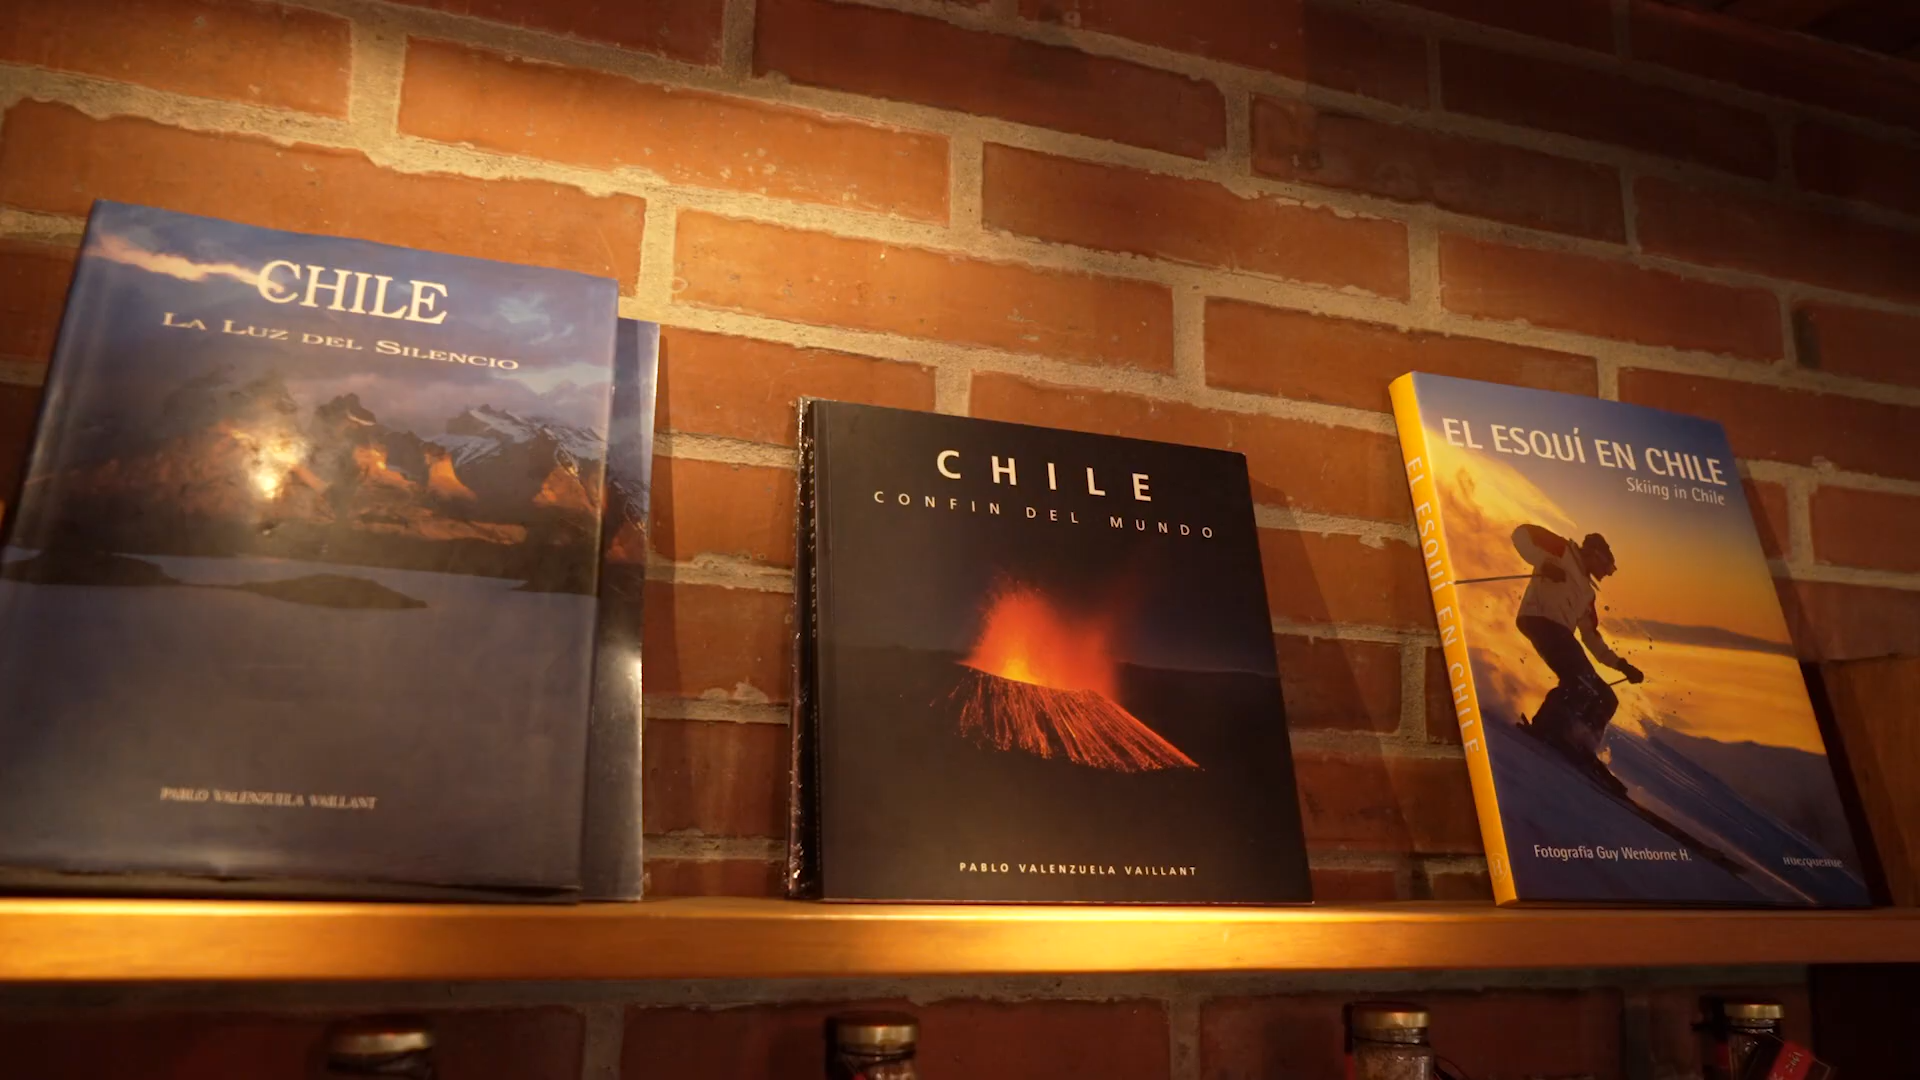 CHILE
LA LUZ DEL SILENCIO
PABLO VALENZUELA VAILLANT
CHILE
CONFIN DEL MUNDO
PABLO VALENZUELA VAILLANT
EL ESQUÍ EN CHILE
EL ESQUÍ EN CHILE
Skiing in Chile
Fotografía Guy Wenborne H.